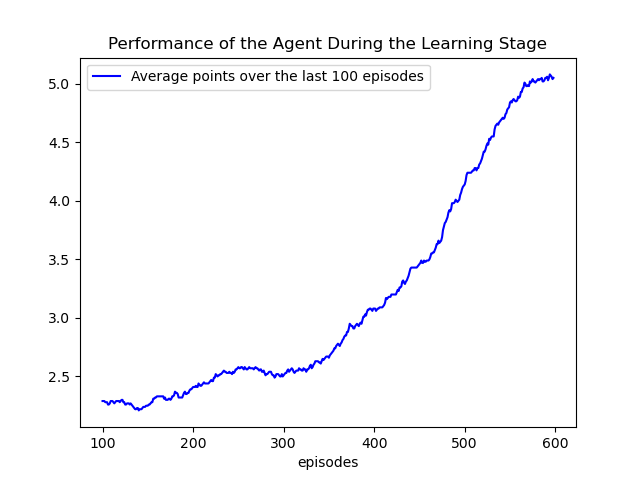 Performance of the Agent During the Learning Stage
Average points over the last 100 episodes
5.0
4.5
4.0
3.5
3.0
2.5
100 200 300 400 500 600
episodes